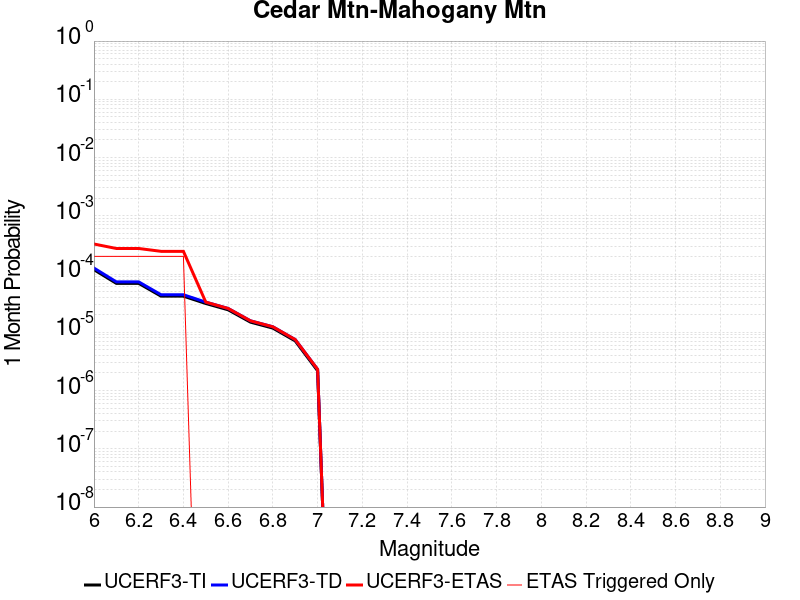 Cedar Mtn-Mahogany Mtn
10^0
10^-1
10^-2
10^-3
10^-4
10^-5
10^-6
10^-7
10^-8
1 Month Probability
6 6.2 6.4 6.6 6.8 7 7.2 7.4 7.6 7.8 8 8.2 8.4 8.6 8.8 9
Magnitude
UCERF3-TI UCERF3-TD UCERF3-ETAS ETAS Triggered Only